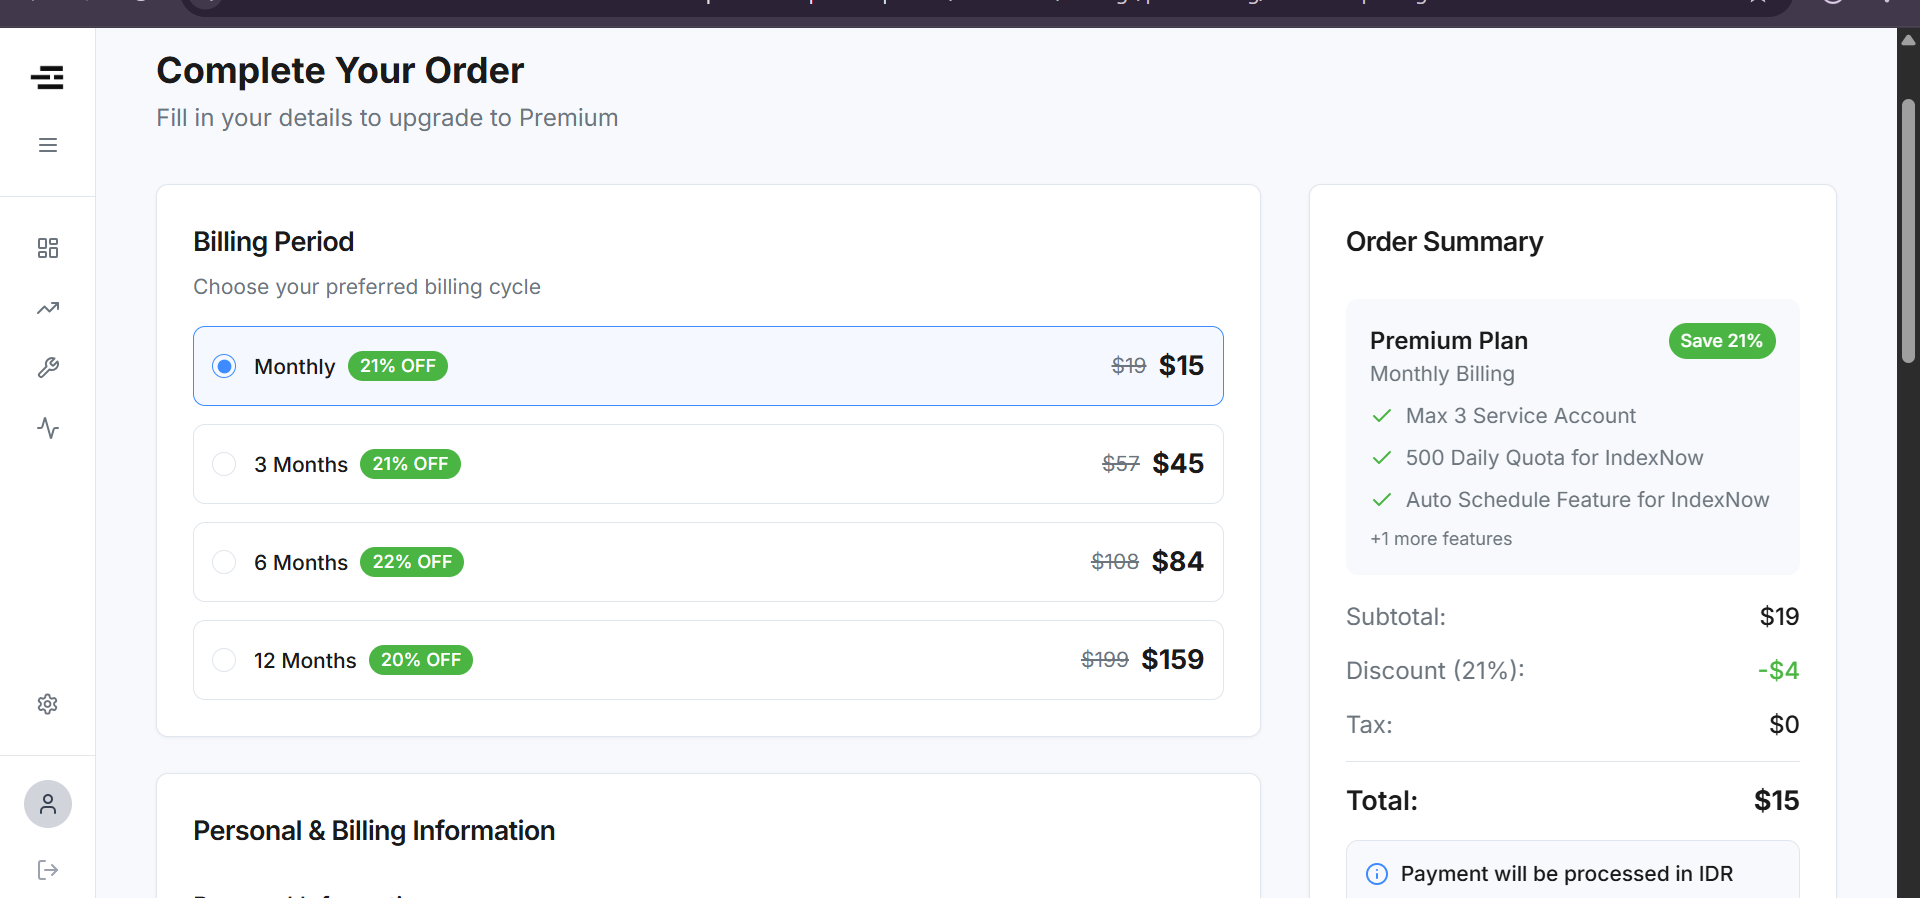 Complete Your Order
Fill in your details to upgrade to Premium
Billing Period
Choose your preferred billing cycle
Monthly 21% OFF $19 $15
3 Months 21% OFF $57 $45
6 Months 22% OFF $108 $84
12 Months 20% OFF $199 $159
Personal & Billing Information
Order Summary
Premium Plan Save 21%
Monthly Billing
Max 3 Service Account
500 Daily Quota for IndexNow
Auto Schedule Feature for IndexNow
+1 more features
Subtotal: $19
Discount (21%): -$4
Tax: $0
Total: $15
Payment will be processed in IDR